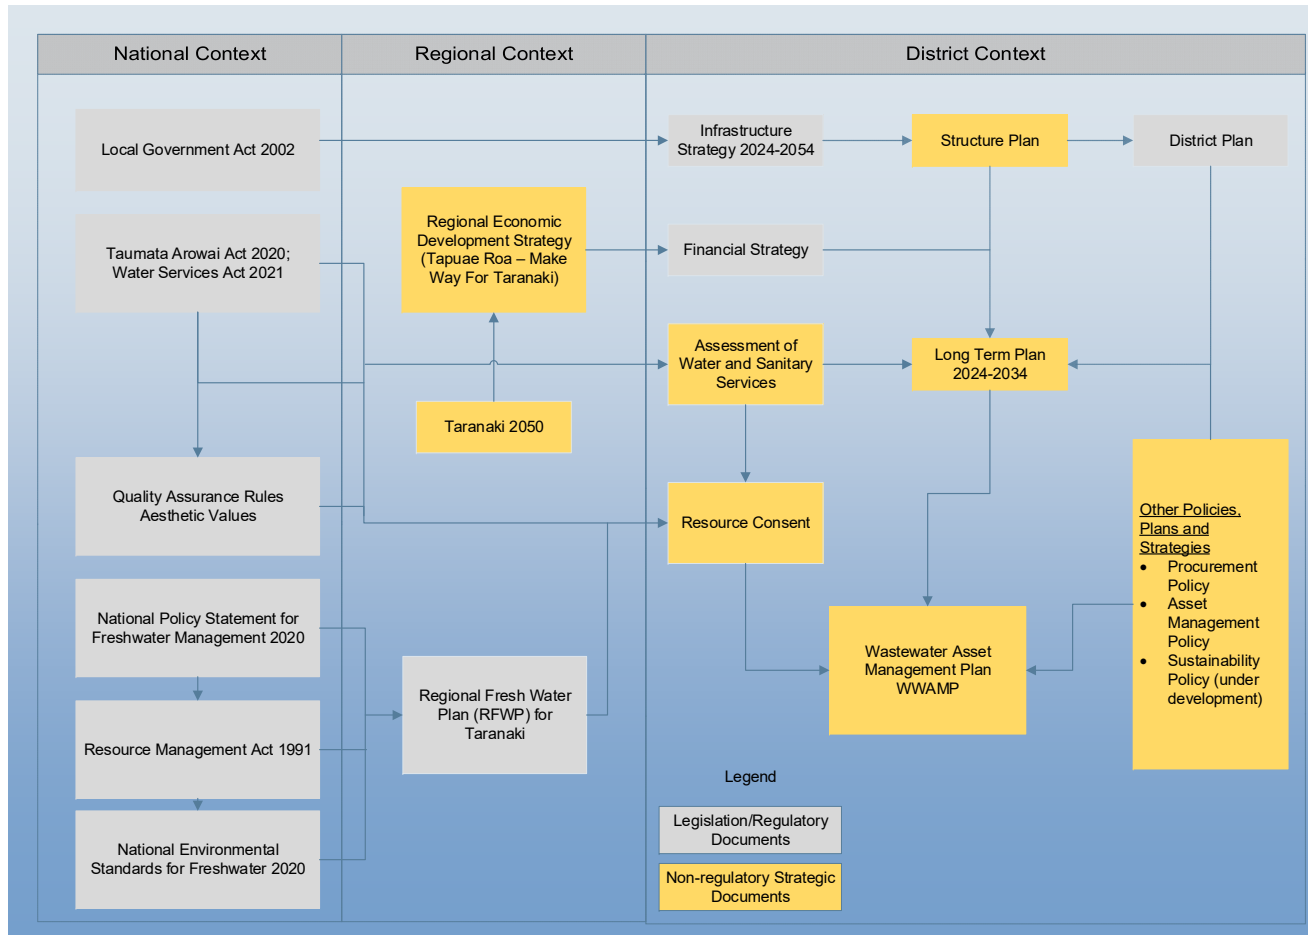 National Context
Regional Context
District Context
Local Government Act 2002
Taumata Arowai Act 2020;
Water Services Act 2021
Quality Assurance Rules
Aesthetic Values
National Policy Statement for
Freshwater Management 2020
Resource Management Act 1991
National Environmental
Standards for Freshwater 2020
Regional Economic
Development Strategy
(Tapuae Roa – Make
Way For Taranaki)
Taranaki 2050
Regional Fresh Water
Plan (RFWP) for
Taranaki
Infrastructure
Strategy 2024-2054
Structure Plan
District Plan
Financial Strategy
Assessment of
Water and Sanitary
Services
Long Term Plan
2024-2034
Resource Consent
Wastewater Asset
Management Plan
WWAMP
Other Policies,
Plans and
Strategies
• Procurement
Policy
• Asset
Management
Policy
• Sustainability
Policy (under
development)
Legend
Legislation/Regulatory
Documents
Non-regulatory Strategic
Documents